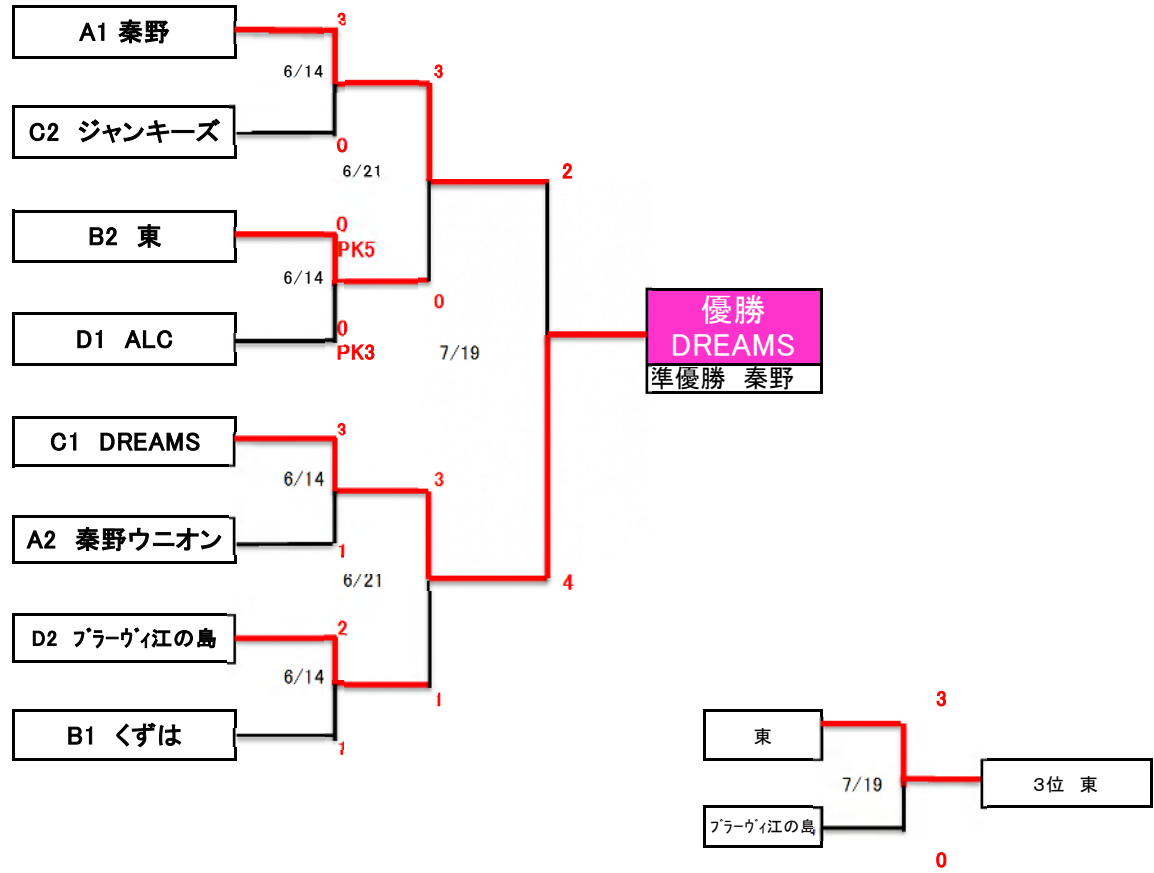 A1 秦野
3
6/14
3
C2 ジャンキーズ
0
6/21
2
B2 東
0
PK5
6/14
0
D1 ALC
0
PK3
7/19
優勝
DREAMS
準優勝 秦野
C1 DREAMS
3
6/14
3
A2 秦野ウニオン
1
6/21
4
D2 ﾌﾞﾗｰｳﾞｨ江の島
2
6/14
1
B1 くずは
1
東
3
7/19
3位 東
ﾌﾞﾗｰｳﾞｨ江の島
0